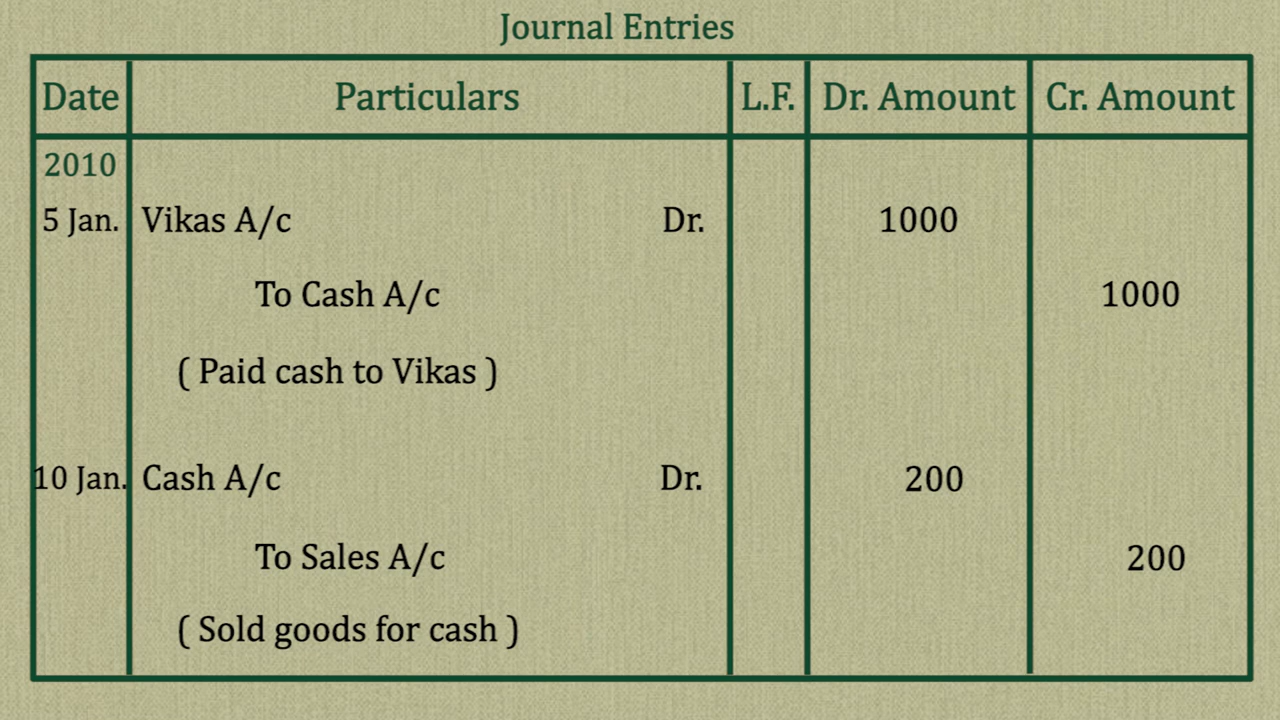 Journal Entries
Date Particulars L.F. Dr. Amount Cr. Amount
2010
5 Jan. Vikas A/c Dr. 1000
To Cash A/c 1000
( Paid cash to Vikas )
10 Jan. Cash A/c Dr. 200
To Sales A/c 200
( Sold goods for cash )